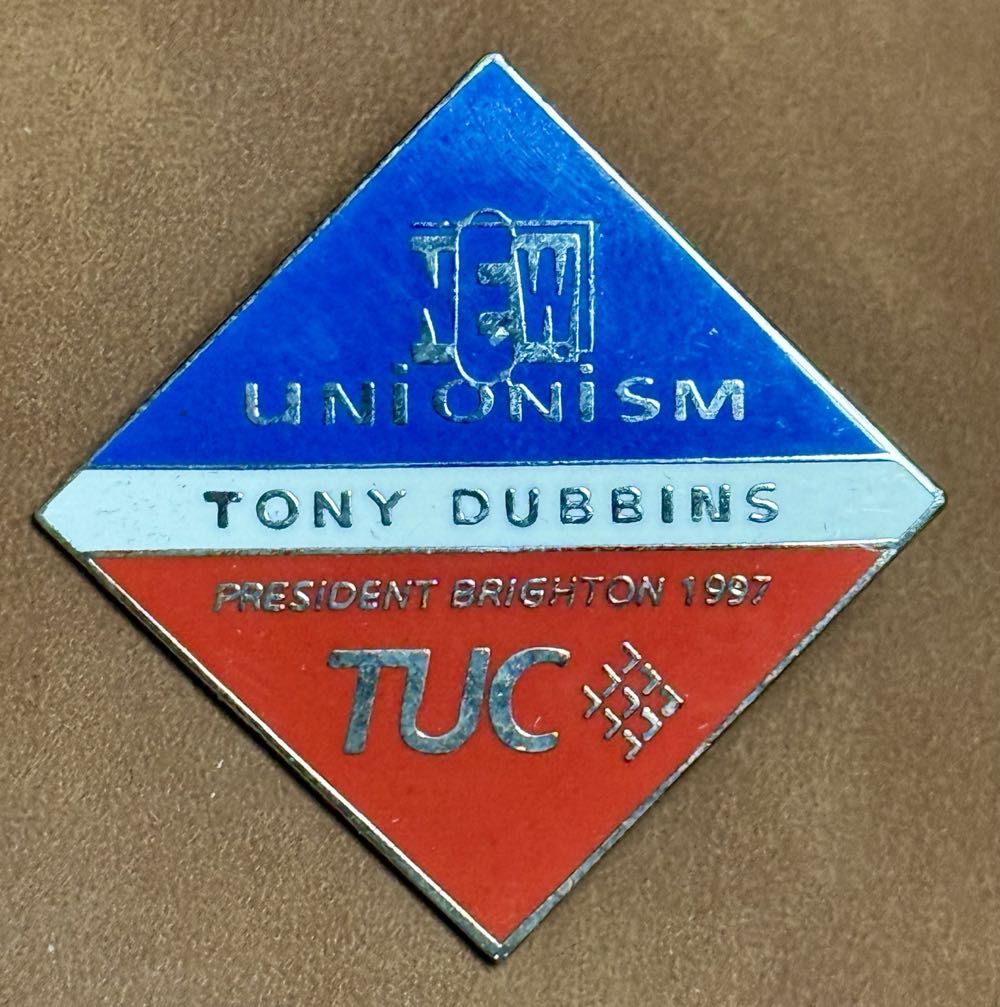 NEW
UNiONiSM
TONY DUBBINS
PRESIDENT BRIGHTON 1997
TUC